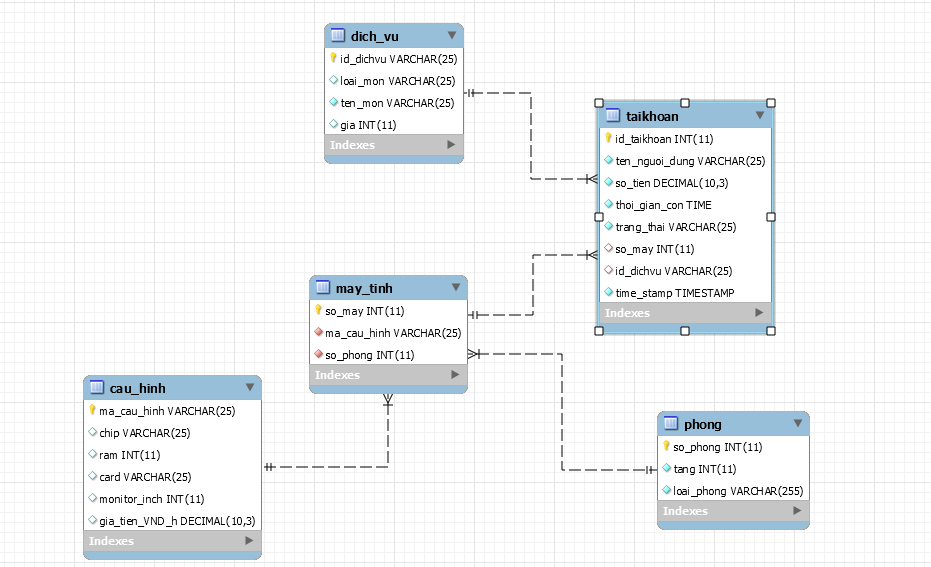 dich_vu
id_dichvu VARCHAR(25)
loai_mon VARCHAR(25)
ten_mon VARCHAR(25)
gia INT(11)
Indexes
taikhoan
id_taikhoan INT(11)
ten_nguoi_dung VARCHAR(25)
so_tien DECIMAL(10,3)
thoi_gian_con TIME
trang_thai VARCHAR(25)
so_may INT(11)
id_dichvu VARCHAR(25)
time_stamp TIMESTAMP
Indexes
may_tinh
so_may INT(11)
ma_cau_hinh VARCHAR(25)
so_phong INT(11)
Indexes
cau_hinh
ma_cau_hinh VARCHAR(25)
chip VARCHAR(25)
ram INT(11)
card VARCHAR(25)
monitor_inch INT(11)
gia_tien_VND_h DECIMAL(10,3)
Indexes
phong
so_phong INT(11)
tang INT(11)
loai_phong VARCHAR(255)
Indexes